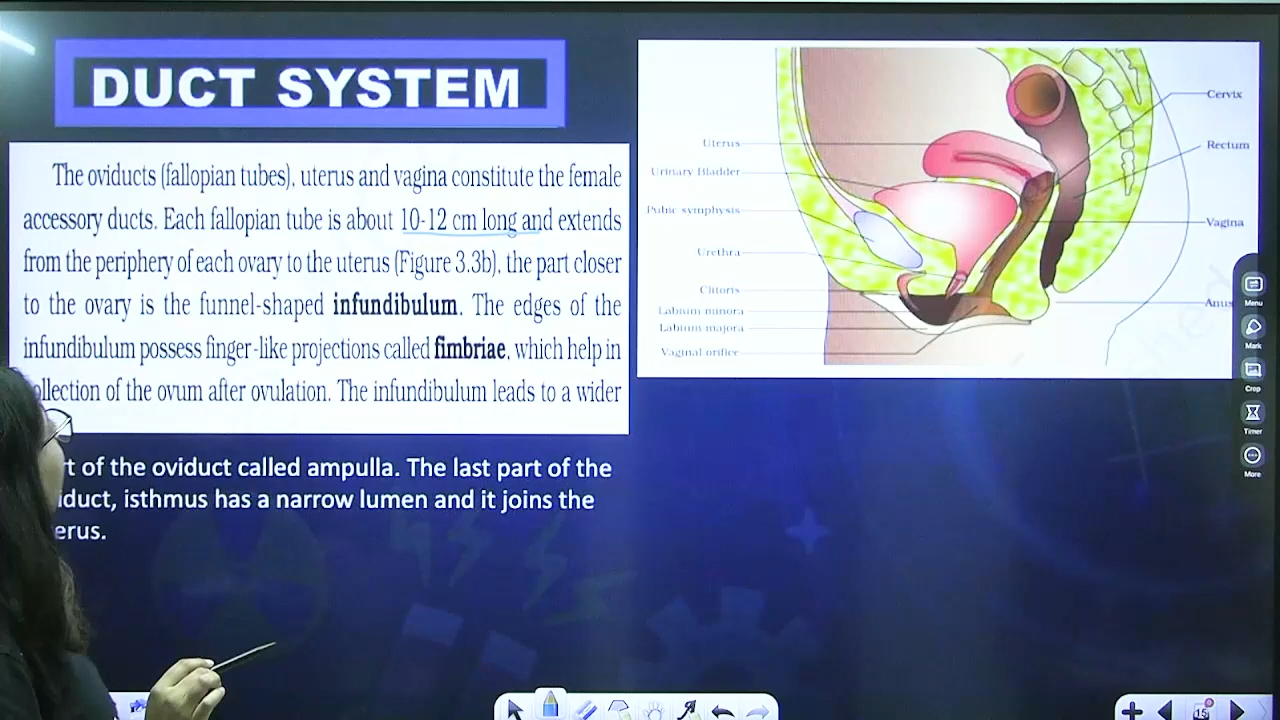 DUCT SYSTEM
The oviducts (fallopian tubes), uterus and vagina constitute the female
accessory ducts. Each fallopian tube is about 10-12 cm long and extends
from the periphery of each ovary to the uterus (Figure 3.3b), the part closer
to the ovary is the funnel-shaped infundibulum. The edges of the
infundibulum possess finger-like projections called fimbriae, which help in
ollection of the ovum after ovulation. The infundibulum leads to a wider
rt of the oviduct called ampulla. The last part of the
iduct, isthmus has a narrow lumen and it joins the
erus.
Uterus
Urinary Bladder
Pubic symphysis
Urethra
Clitoris
Labium minora
Labium majora
Vaginal orifice
Cervix
Rectum
Vagina
Anus
Menu
Mark
Crop
Timer
More
15